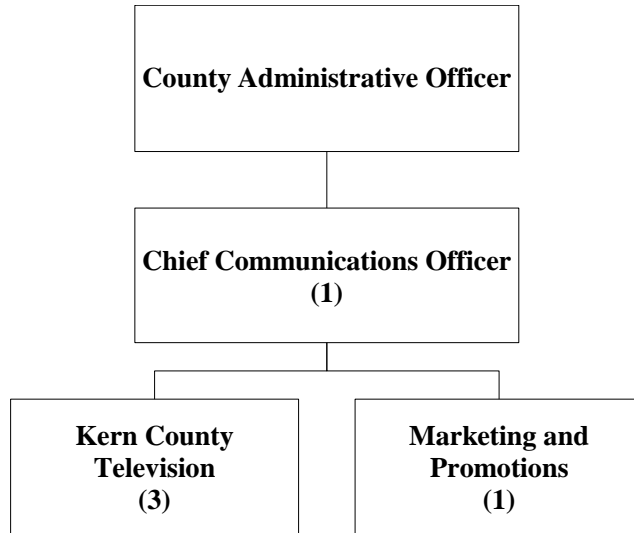 County Administrative Officer
Chief Communications Officer
(1)
Kern County
Television
(3)
Marketing and
Promotions
(1)